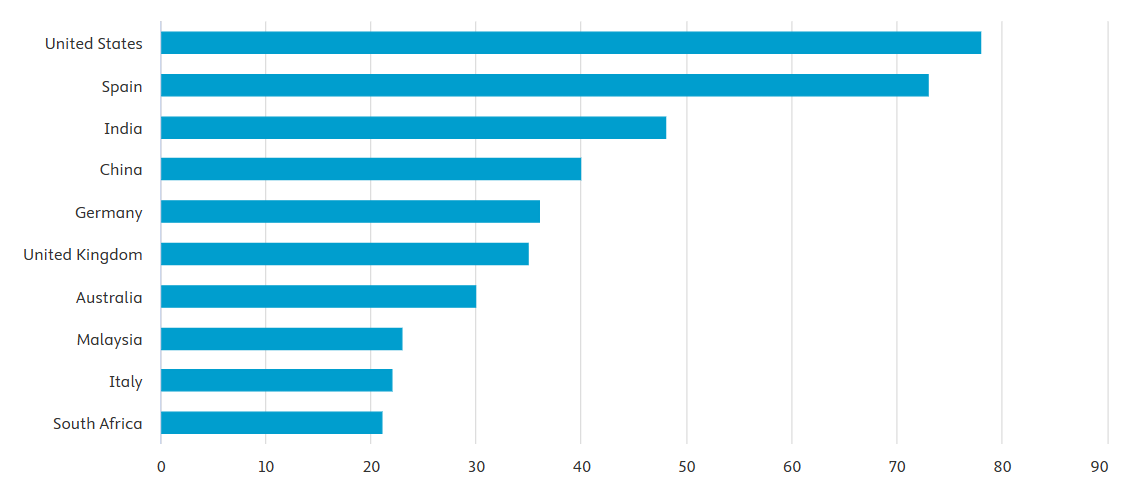 United States
Spain
India
China
Germany
United Kingdom
Australia
Malaysia
Italy
South Africa
0 10 20 30 40 50 60 70 80 90